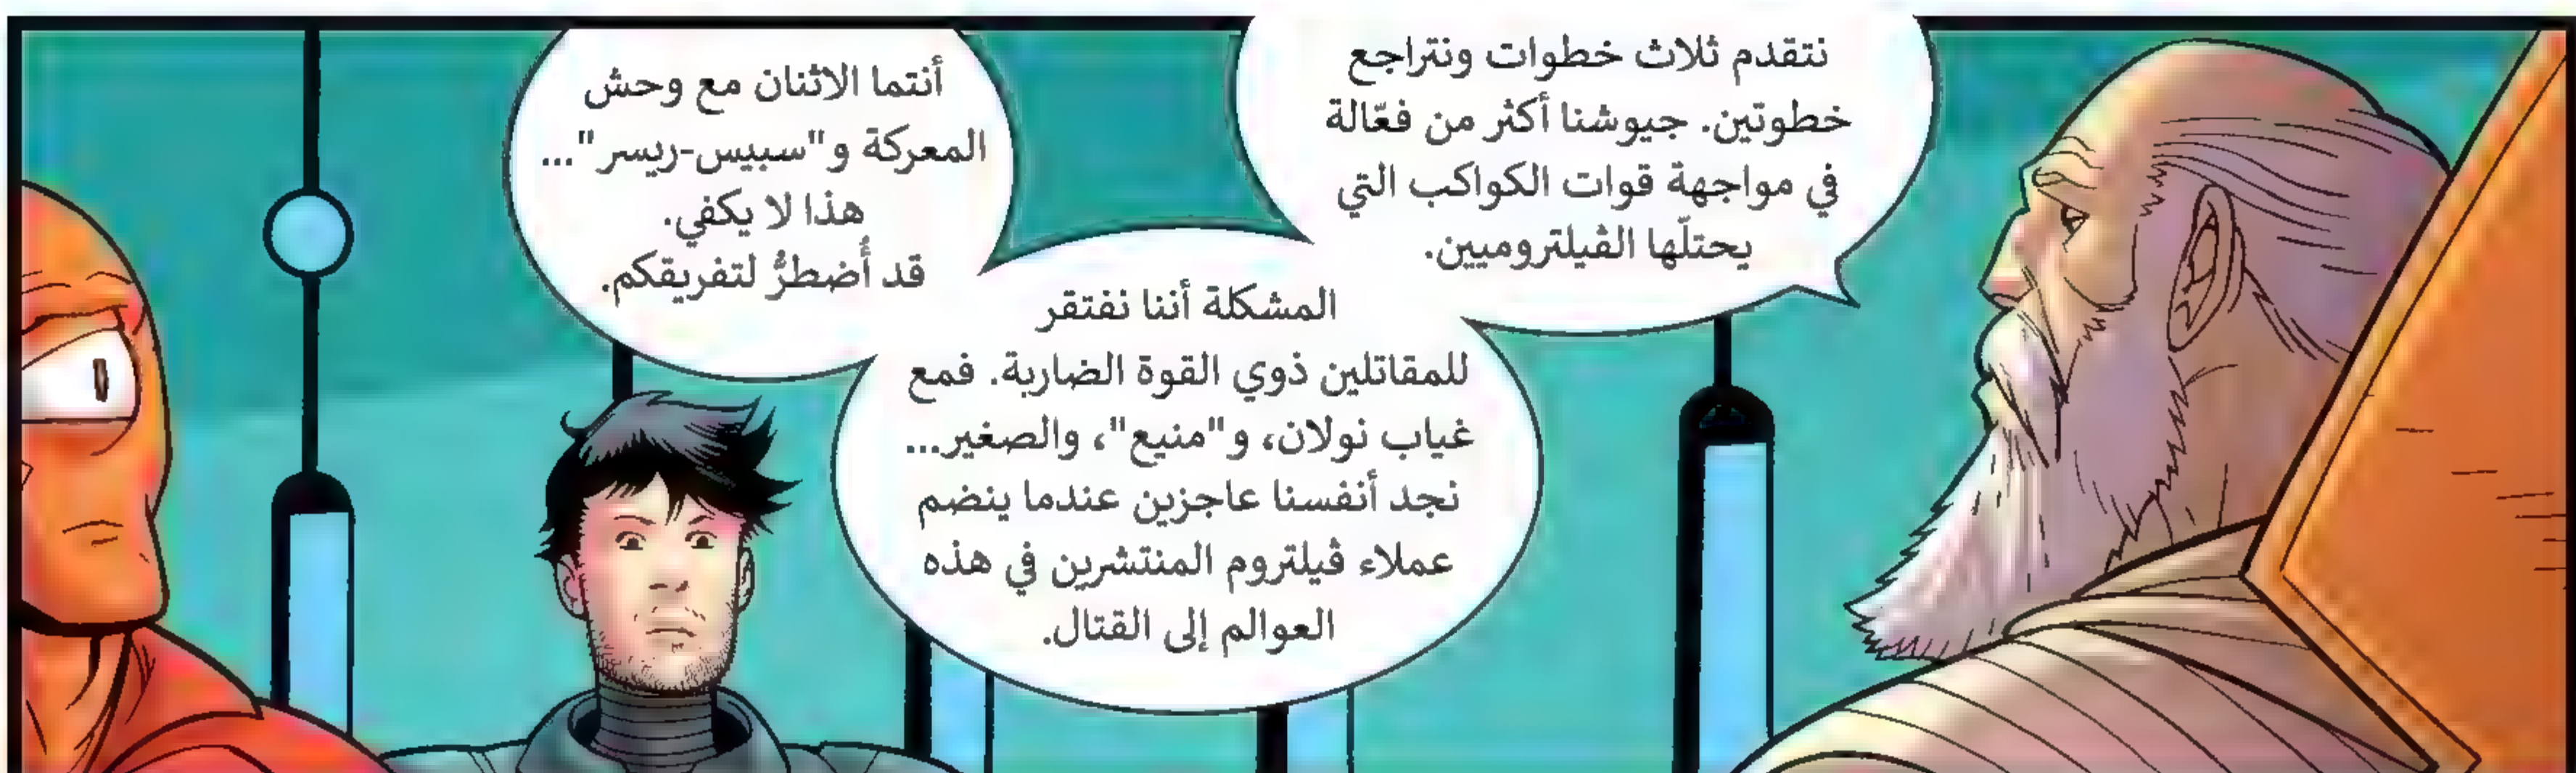 نتقدم ثلاث خطوات ونتراجع
خطوتين. جيوشنا أكثر من فعّالة
في مواجهة قوات الكواكب التي
يحتلّها الڤيلتروميين.
المشكلة أننا نفتقر
للمقاتلين ذوي القوة الضاربة. فمع
غياب نولان، و"منيع"، والصغير...
نجد أنفسنا عاجزين عندما ينضم
عملاء ڤيلتروم المنتشرين في هذه
العوالم إلى القتال.
أنتما الاثنان مع وحش
المعركة و"سبيس-ريسر"...
هذا لا يكفي.
قد أُضطرُّ لتفريقكم.